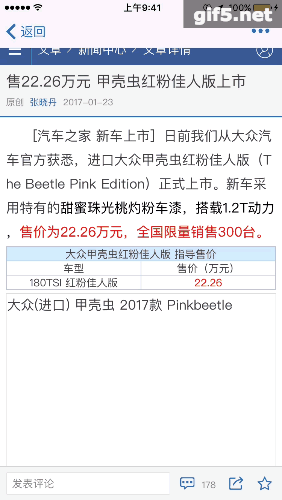 上午9:41
100%
gif5.net
返回
文章 / 新闻中心 / 文章详情
售22.26万元 甲壳虫红粉佳人版上市
原创 张晓丹 2017-01-23
[汽车之家 新车上市] 日前我们从大众汽
车官方获悉，进口大众甲壳虫红粉佳人版（T
he Beetle Pink Edition）正式上市。新车采
用特有的甜蜜珠光桃灼粉车漆，搭载1.2T动力
，售价为22.26万元，全国限量销售300台。
大众甲壳虫红粉佳人版 指导售价
车型 售价（万元）
180TSI 红粉佳人版 22.26
大众(进口) 甲壳虫 2017款 Pinkbeetle
发表评论 178